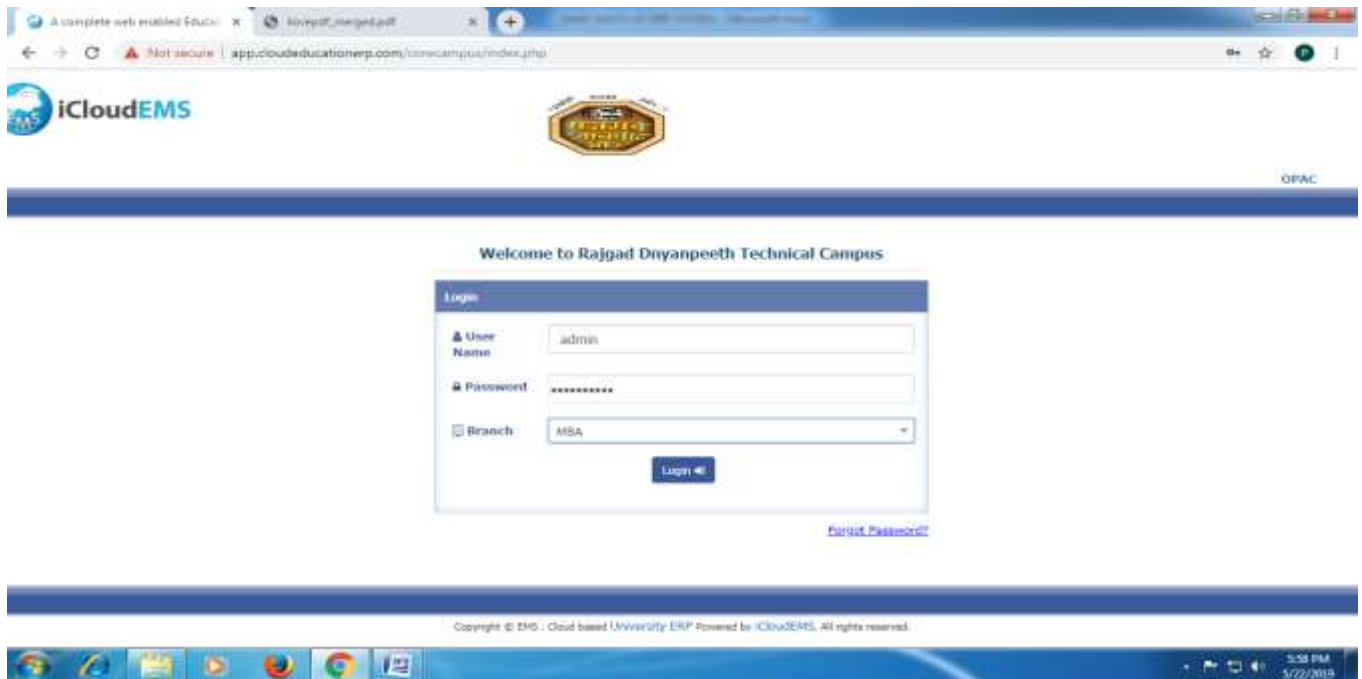 A complete web enabled Educa
ilovepdf_merged.pdf
Not secure | app.cloudeducationerp.com/corecampus/index.php
iCloudEMS
EMS
OPAC
Welcome to Rajgad Dnyanpeeth Technical Campus
Login
User Name
admin
Password
••••••••••
Branch
MBA
Login
Forgot Password?
Copyright © EMS . Cloud based University ERP Powered by iCloudEMS, All rights reserved.
5:58 PM
5/22/2019